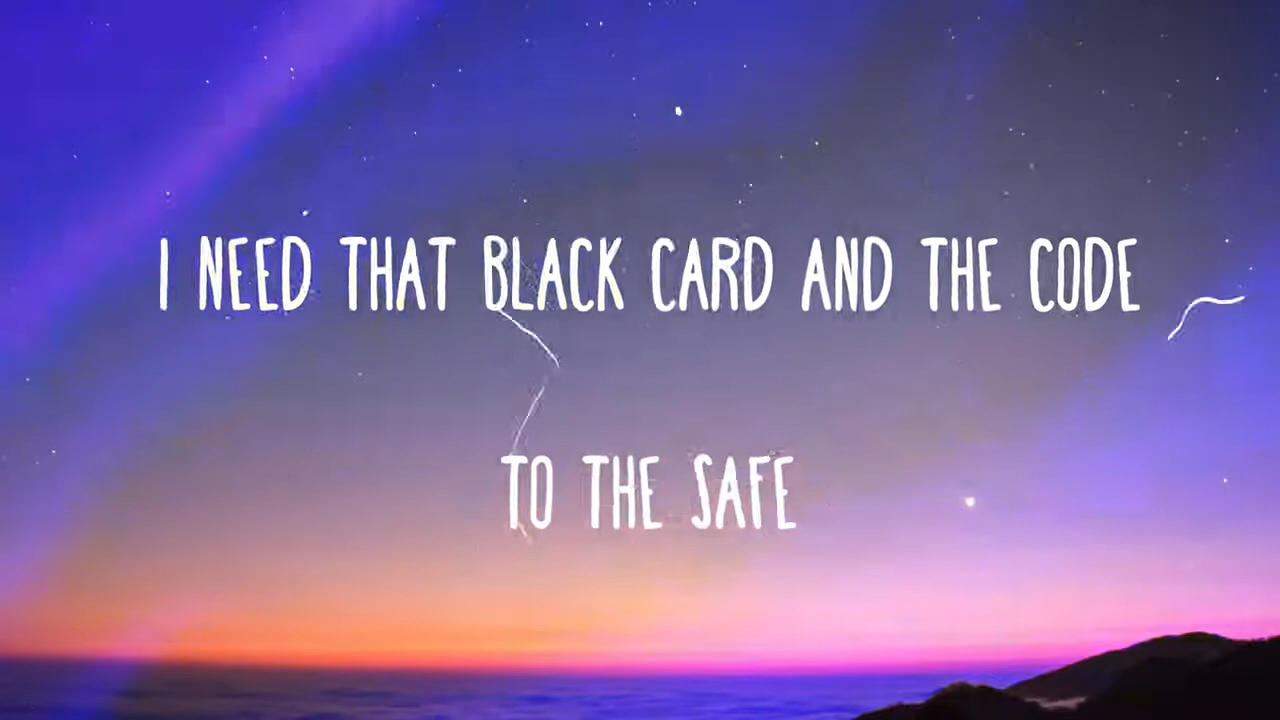 I NEED THAT BLACK CARD AND THE CODE
TO THE SAFE